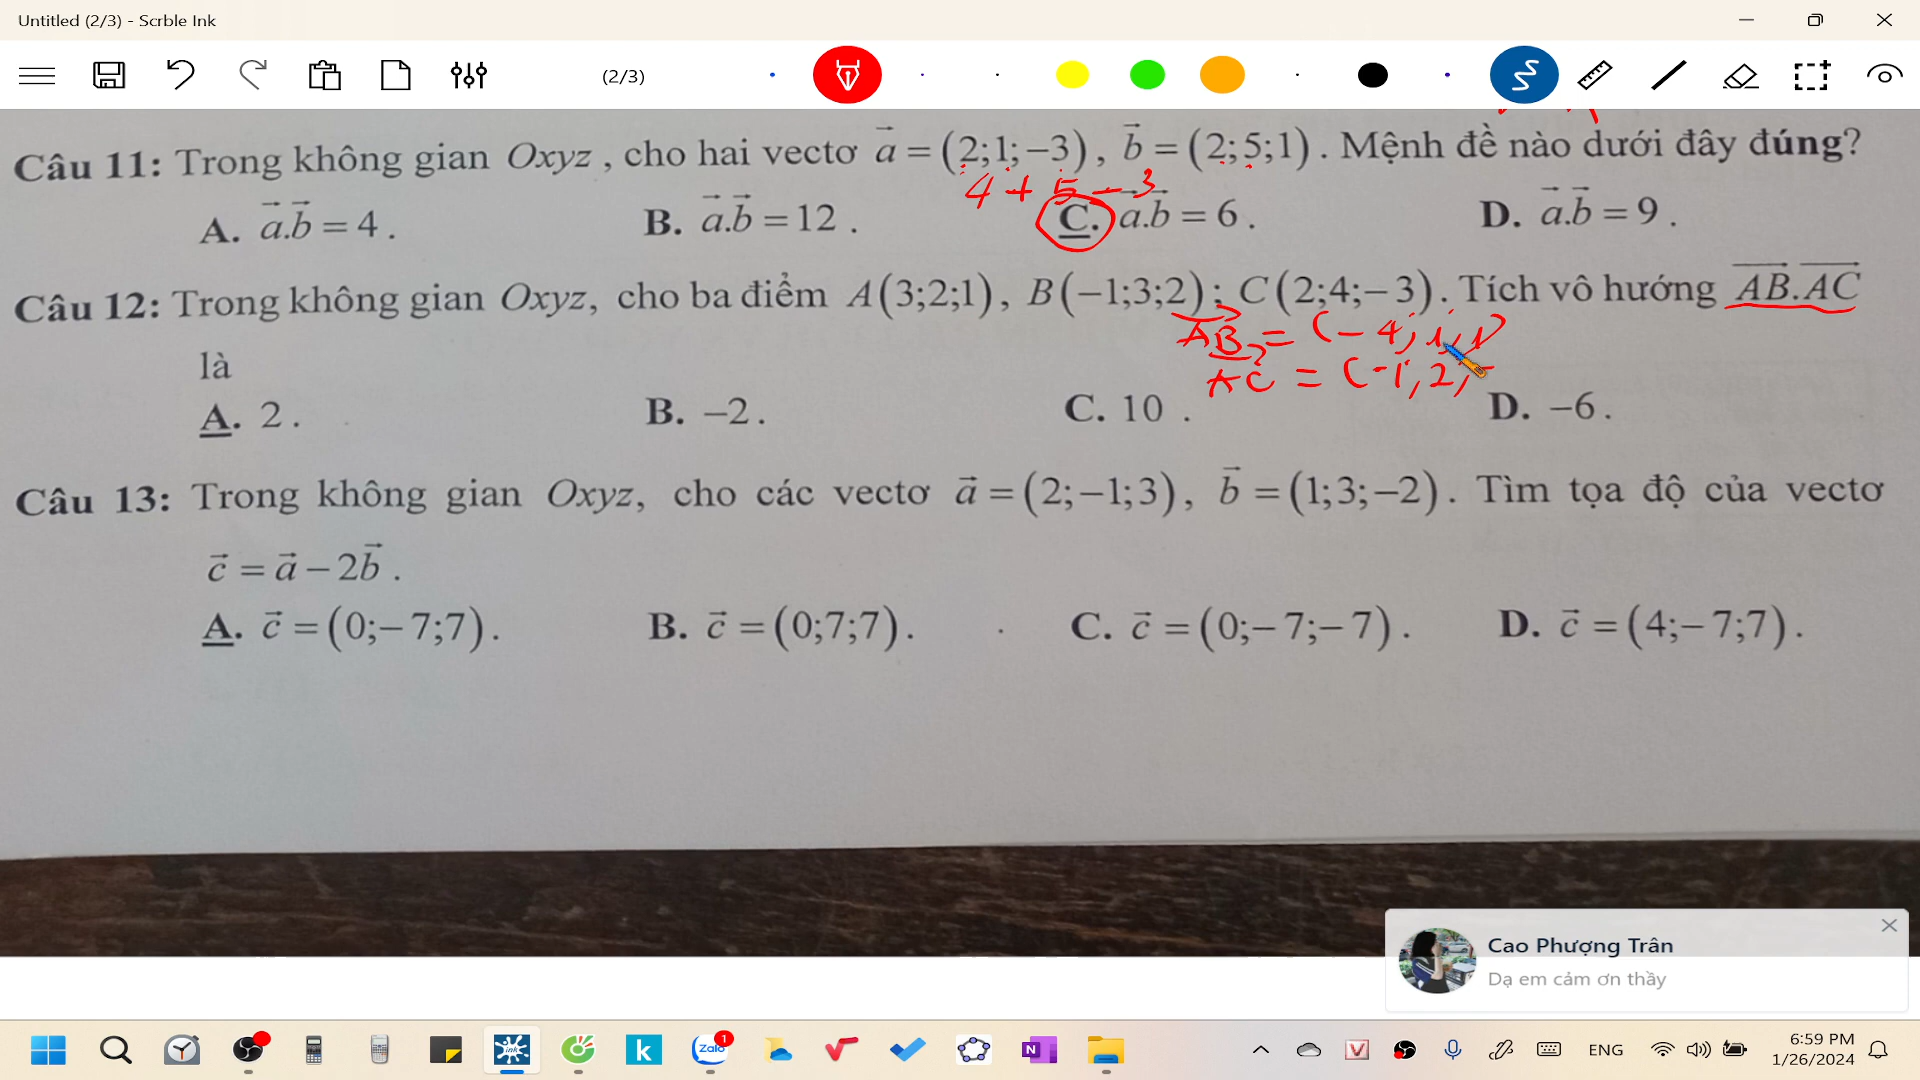 Untitled (2/3) - Scrble Ink
(2/3)
Câu 11: Trong không gian Oxyz , cho hai vectơ a⃗ = (2;1;−3) , b⃗ = (2;5;1) . Mệnh đề nào dưới đây đúng?
4 + 5 − 3
A. a⃗.b⃗ = 4 .
B. a⃗.b⃗ = 12 .
C. a⃗.b⃗ = 6 .
D. a⃗.b⃗ = 9 .
Câu 12: Trong không gian Oxyz, cho ba điểm A(3;2;1), B(−1;3;2); C(2;4;−3). Tích vô hướng AB.AC
AB = (−4; 1; 1)
là
AC = (−1, 2, −
A. 2 .
B. −2 .
C. 10 .
D. −6 .
Câu 13: Trong không gian Oxyz, cho các vectơ a⃗ = (2;−1;3), b⃗ = (1;3;−2). Tìm tọa độ của vectơ
c⃗ = a⃗ − 2b⃗ .
A. c⃗ = (0;−7;7).
B. c⃗ = (0;7;7).
C. c⃗ = (0;−7;−7).
D. c⃗ = (4;−7;7).
Cao Phượng Trân
Dạ em cảm ơn thầy
Zalo
1
ENG
6:59 PM
1/26/2024